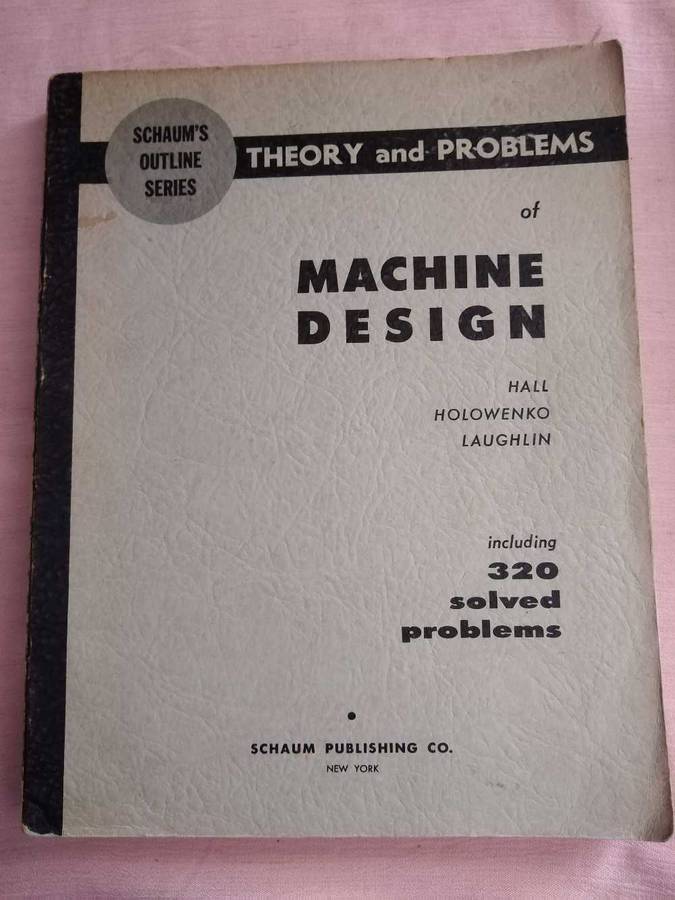 SCHAUM'S
OUTLINE
SERIES
THEORY and PROBLEMS
of
MACHINE
DESIGN
HALL
HOLOWENKO
LAUGHLIN
including
320
solved
problems
SCHAUM PUBLISHING CO.
NEW YORK